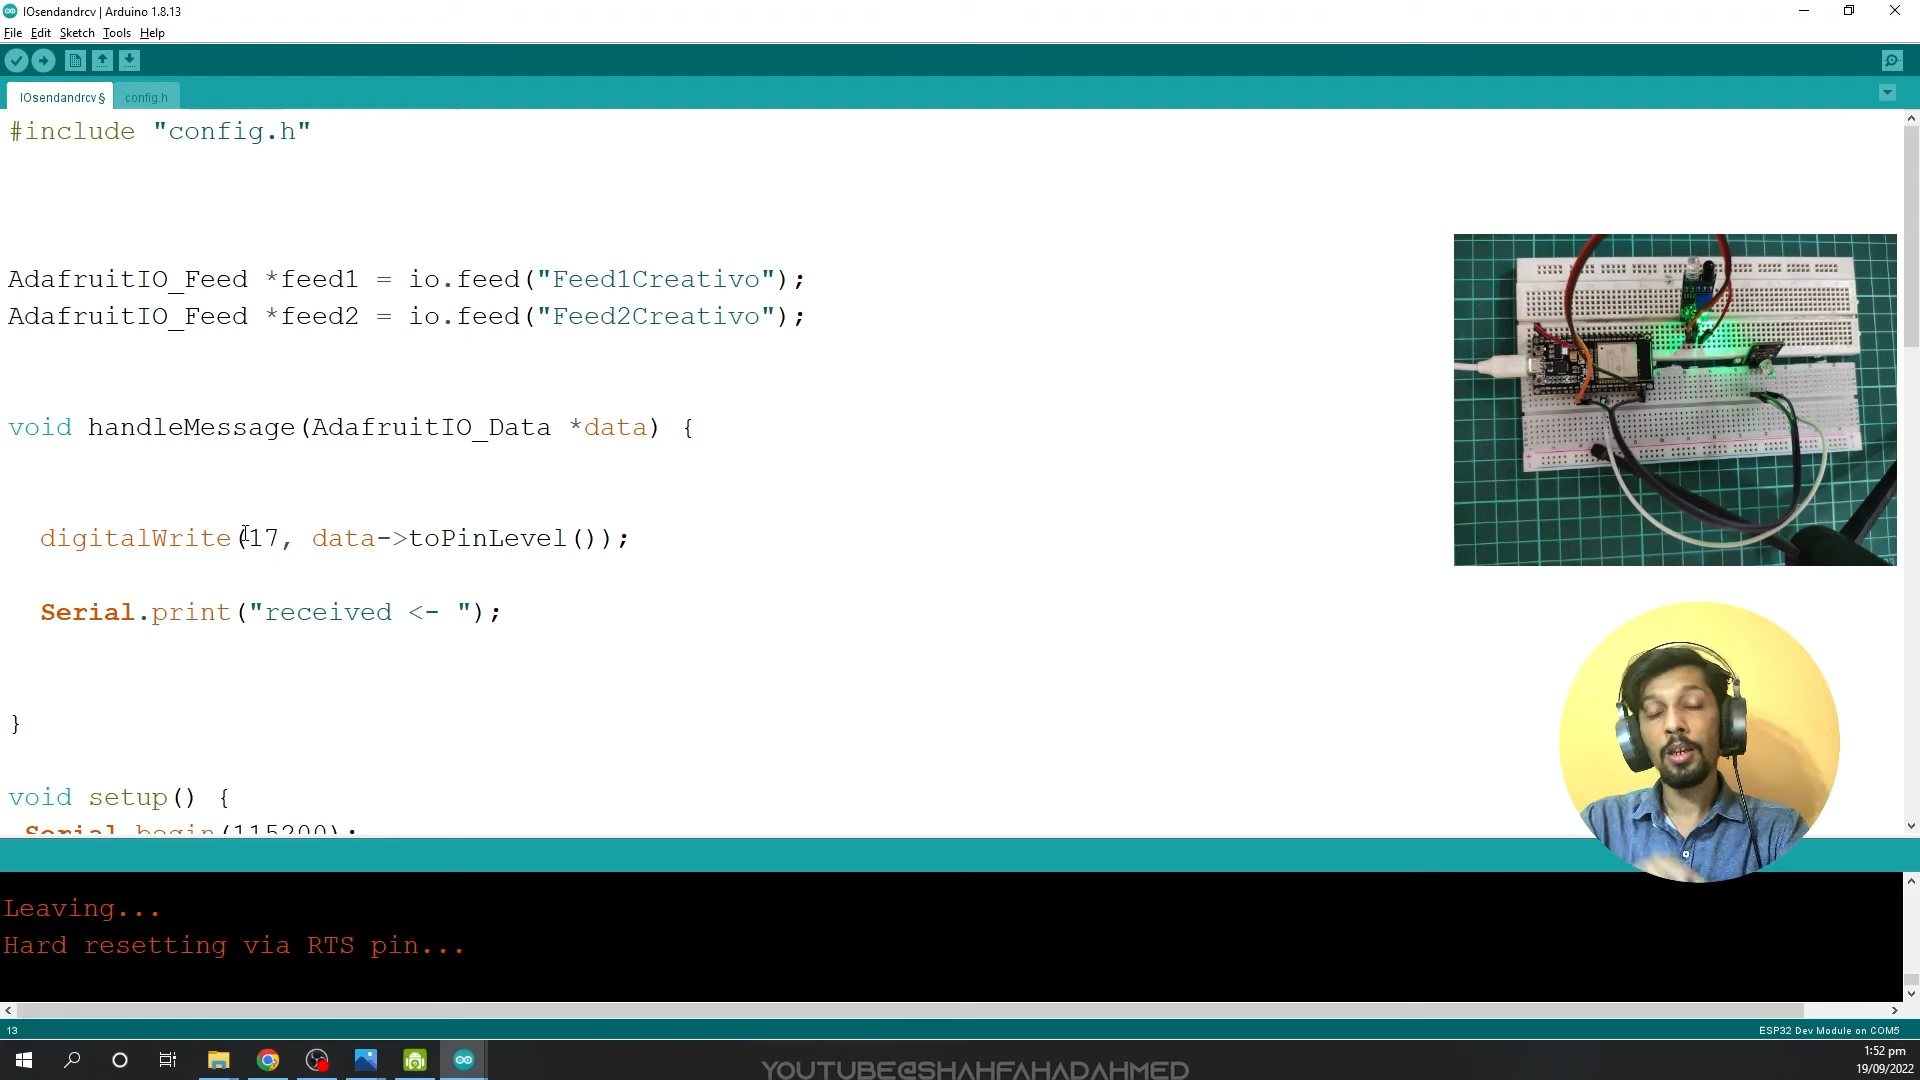 IOsendandrcv | Arduino 1.8.13
File Edit Sketch Tools Help
IOsendandrcv § config.h
#include "config.h"
AdafruitIO_Feed *feed1 = io.feed("Feed1Creativo");
AdafruitIO_Feed *feed2 = io.feed("Feed2Creativo");
void handleMessage(AdafruitIO_Data *data) {
digitalWrite(17, data->toPinLevel());
Serial.print("received <- ");
}
void setup() {
Serial.begin(115200);
Leaving...
Hard resetting via RTS pin...
13 ESP32 Dev Module on COM5
1:52 pm
19/09/2022
YOUTUBE@SHAHFAHADAHMED